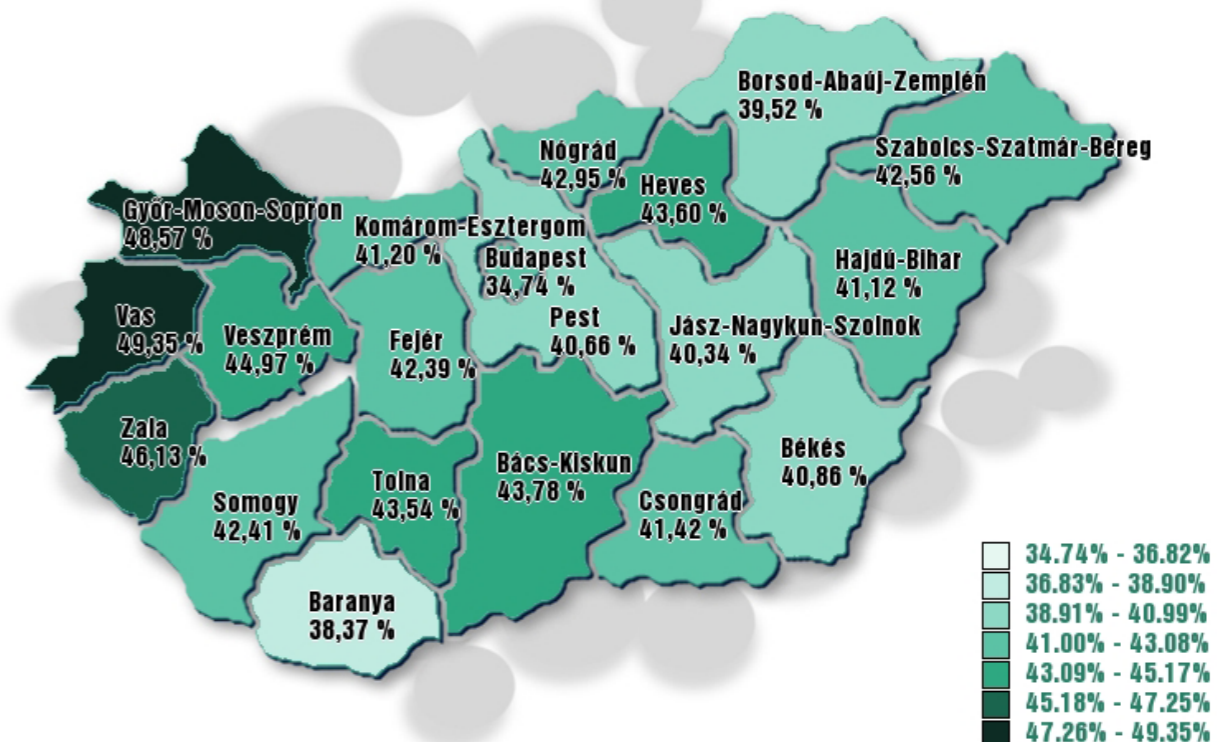 Borsod-Abaúj-Zemplén
39,52 %
Szabolcs-Szatmár-Bereg
42,56 %
Nógrád
42,95 %
Heves
43,60 %
Győr-Moson-Sopron
48,57 %
Komárom-Esztergom
41,20 %
Budapest
34,74 %
Hajdú-Bihar
41,12 %
Vas
49,35 %
Veszprém
44,97 %
Fejér
42,39 %
Pest
40,66 %
Jász-Nagykun-Szolnok
40,34 %
Zala
46,13 %
Somogy
42,41 %
Tolna
43,54 %
Bács-Kiskun
43,78 %
Csongrád
41,42 %
Békés
40,86 %
Baranya
38,37 %
34.74% - 36.82%
36.83% - 38.90%
38.91% - 40.99%
41.00% - 43.08%
43.09% - 45.17%
45.18% - 47.25%
47.26% - 49.35%